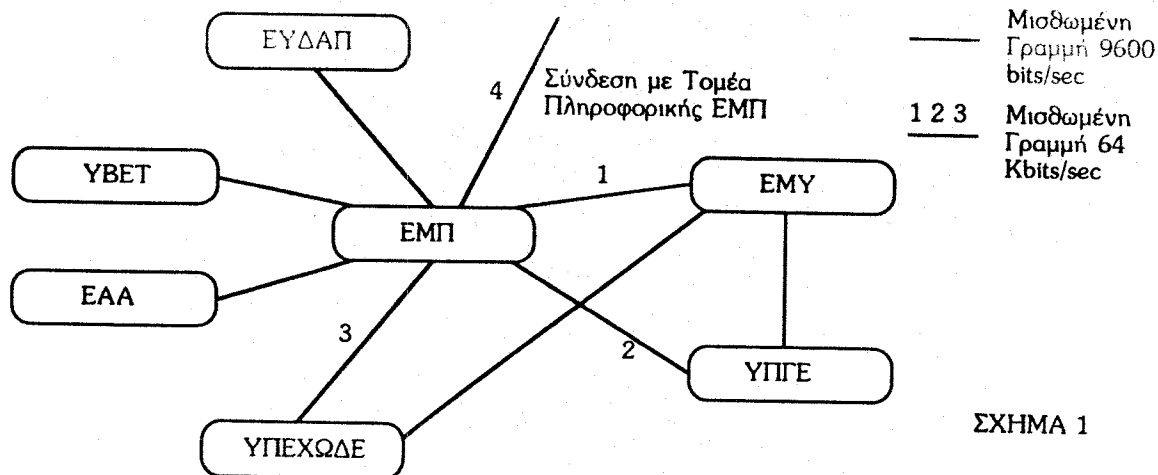 ΕΥΔΑΠ
4
Σύνδεση με Τομέα
Πληροφορικής ΕΜΠ
Μισθωμένη
Γραμμή 9600
bits/sec
1 2 3 Μισθωμένη
Γραμμή 64
Kbits/sec
ΥΒΕΤ
1
ΕΜΥ
ΕΜΠ
ΕΑΑ
3
2
ΥΠΓΕ
ΥΠΕΧΩΔΕ
ΣΧΗΜΑ 1